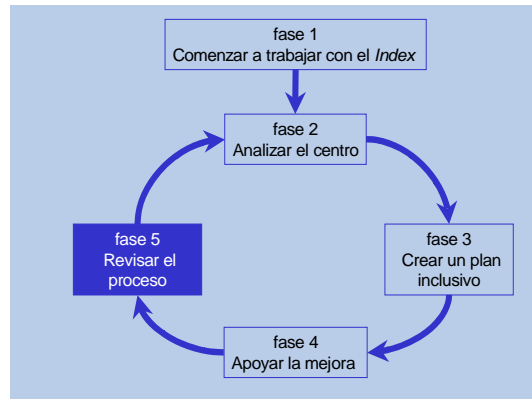 fase 1
Comenzar a trabajar con el Index
fase 2
Analizar el centro
fase 5
Revisar el
proceso
fase 3
Crear un plan
inclusivo
fase 4
Apoyar la mejora